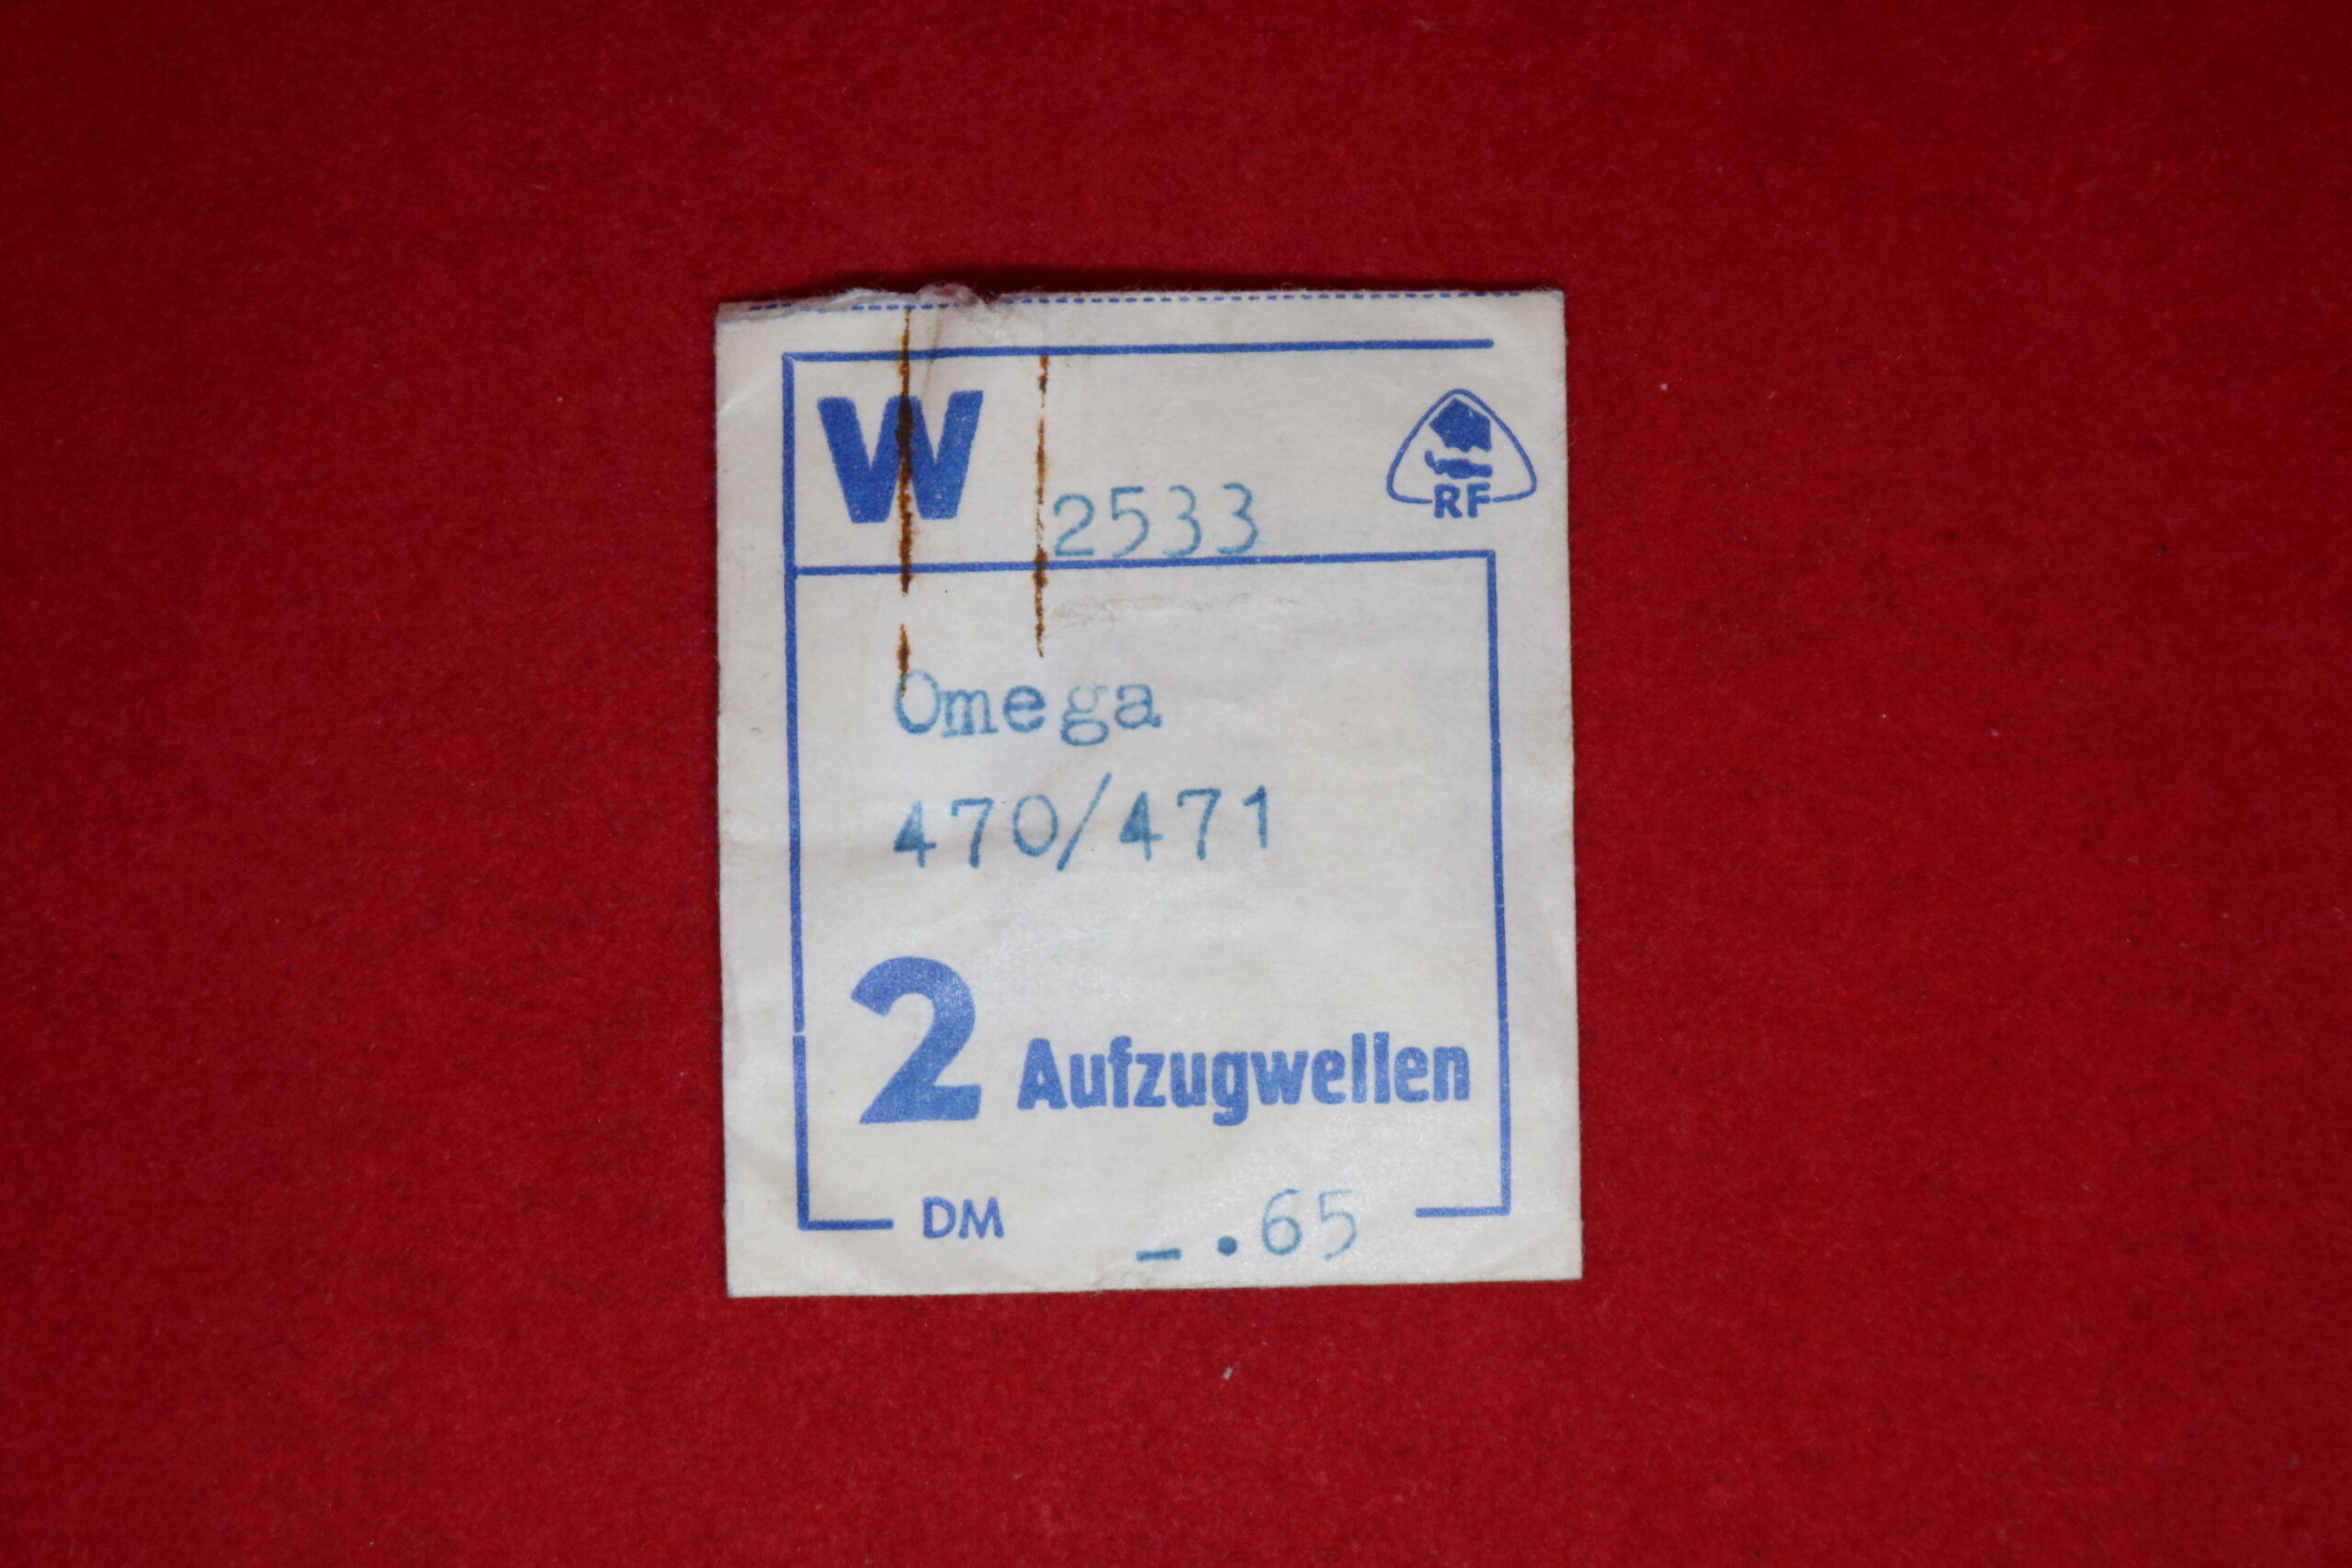 W 2533
RF
Omega
470/471
2 Aufzugwellen
DM -.65